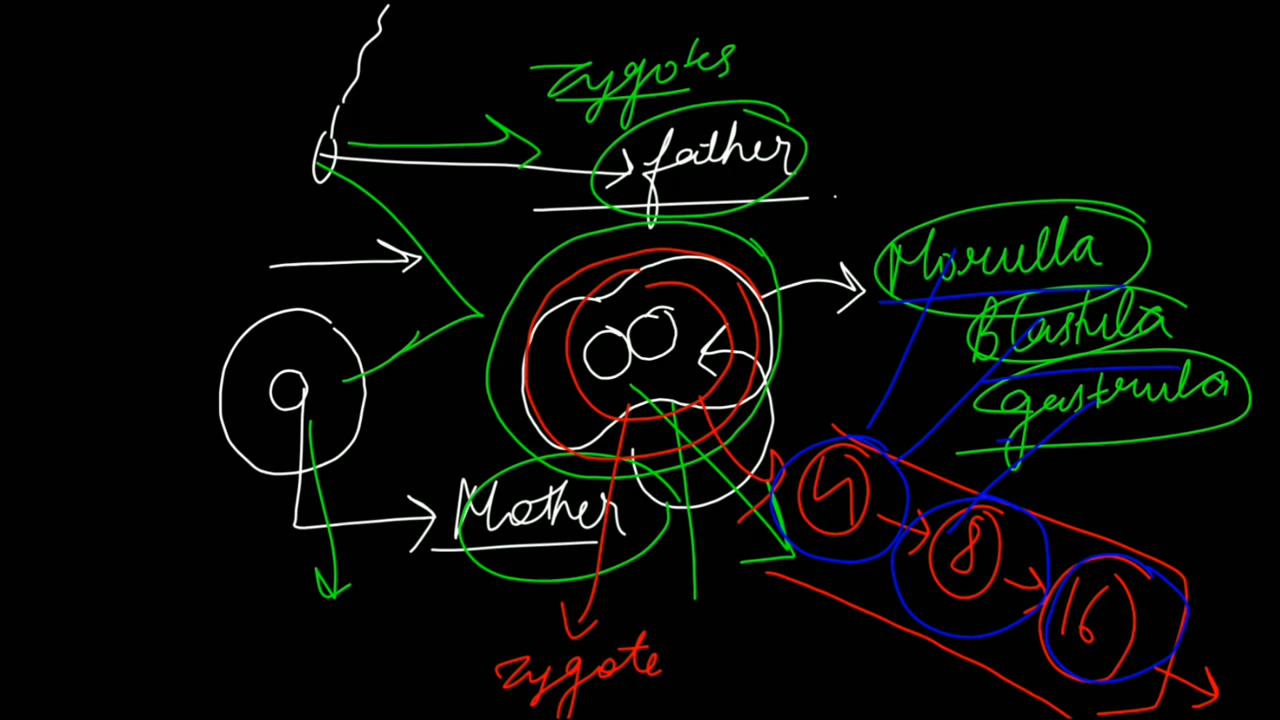 zygotes
father
Morulla
Blastula
gastrula
Mother
4
8
16
zygote